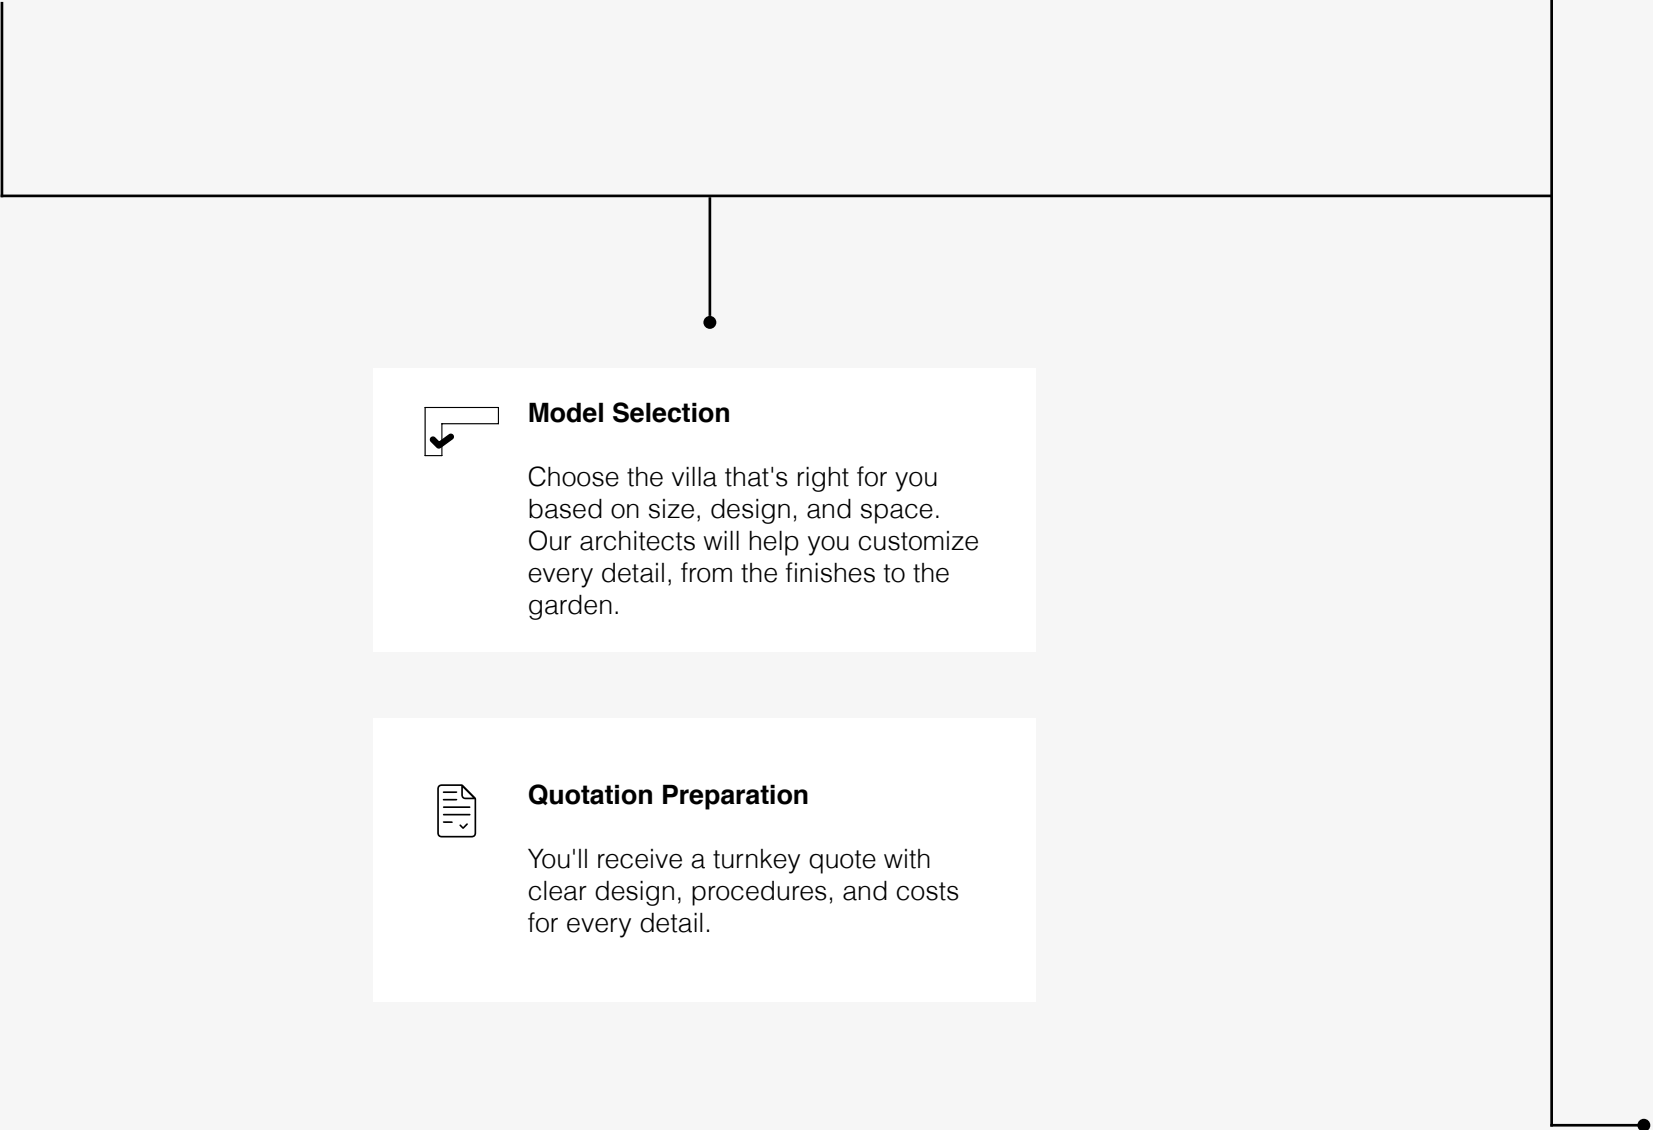 Model Selection
Choose the villa that's right for you
based on size, design, and space.
Our architects will help you customize
every detail, from the finishes to the
garden.
Quotation Preparation
You'll receive a turnkey quote with
clear design, procedures, and costs
for every detail.